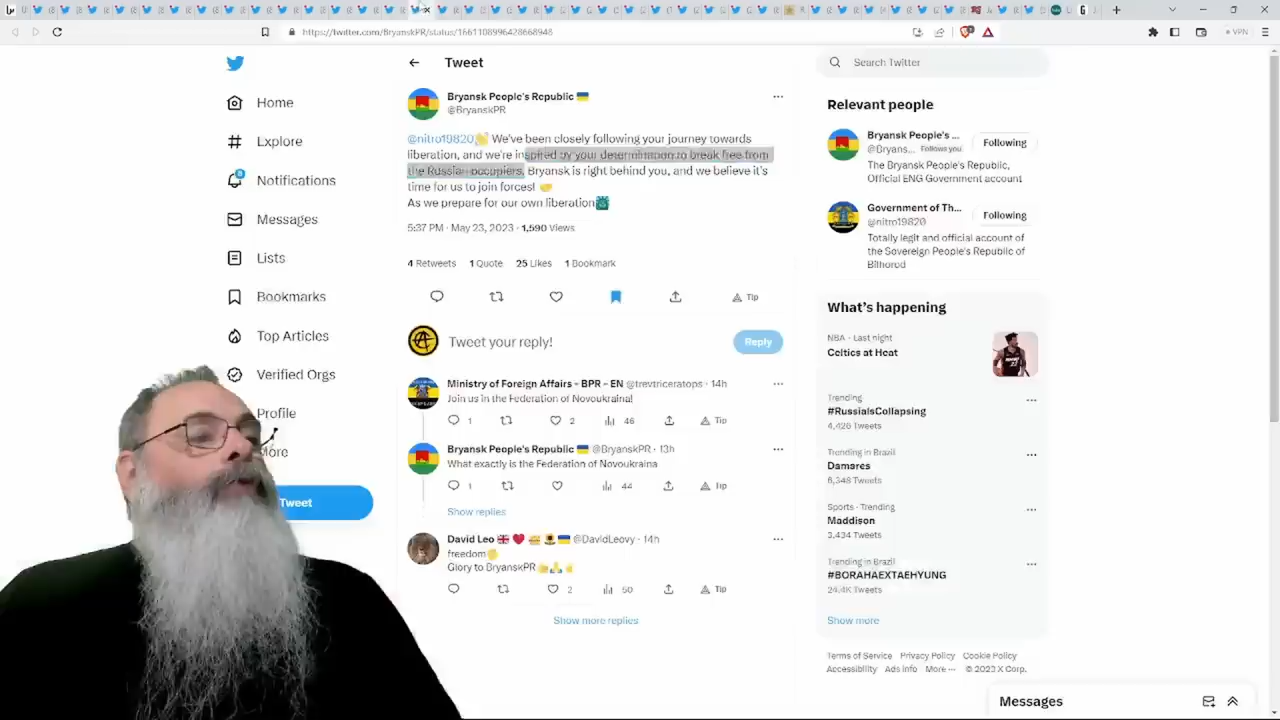 https://twitter.com/BryanskPR/status/1661108996428668948
VPN
Home
Explore
Notifications
Messages
Lists
Bookmarks
Top Articles
Verified Orgs
Profile
More
Tweet
Tweet
Bryansk People's Republic
@BryanskPR
@nitro19820 We've been closely following your journey towards
liberation, and we're inspired by your determination to break free from
the Russian occupiers. Bryansk is right behind you, and we believe it's
time for us to join forces!
As we prepare for our own liberation
5:37 PM · May 23, 2023 · 1,590 Views
4 Retweets 1 Quote 25 Likes 1 Bookmark
Tip
Tweet your reply!
Reply
Ministry of Foreign Affairs - BPR - EN @trevtriceratops · 14h
Join us in the Federation of Novoukraina!
1 2 46 Tip
Bryansk People's Republic @BryanskPR · 13h
What exactly is the Federation of Novoukraina
1 44 Tip
Show replies
David Leo @DavidLeovy · 14h
freedom
Glory to BryanskPR
2 50 Tip
Show more replies
Search Twitter
Relevant people
Bryansk People's ...
@Bryans... Follows you
Following
The Bryansk People's Republic,
Official ENG Government account
Government of Th...
@nitro19820
Following
Totally legit and official account of
the Sovereign People's Republic of
Bilhorod
What's happening
NBA · Last night
Celtics at Heat
Trending
#RussiaIsCollapsing
4,426 Tweets
Trending in Brazil
Damares
6,348 Tweets
Sports · Trending
Maddison
3,434 Tweets
Trending in Brazil
#BORAHAEXTAEHYUNG
24.4K Tweets
Show more
Terms of Service Privacy Policy Cookie Policy
Accessibility Ads info More ··· © 2023 X Corp.
Messages